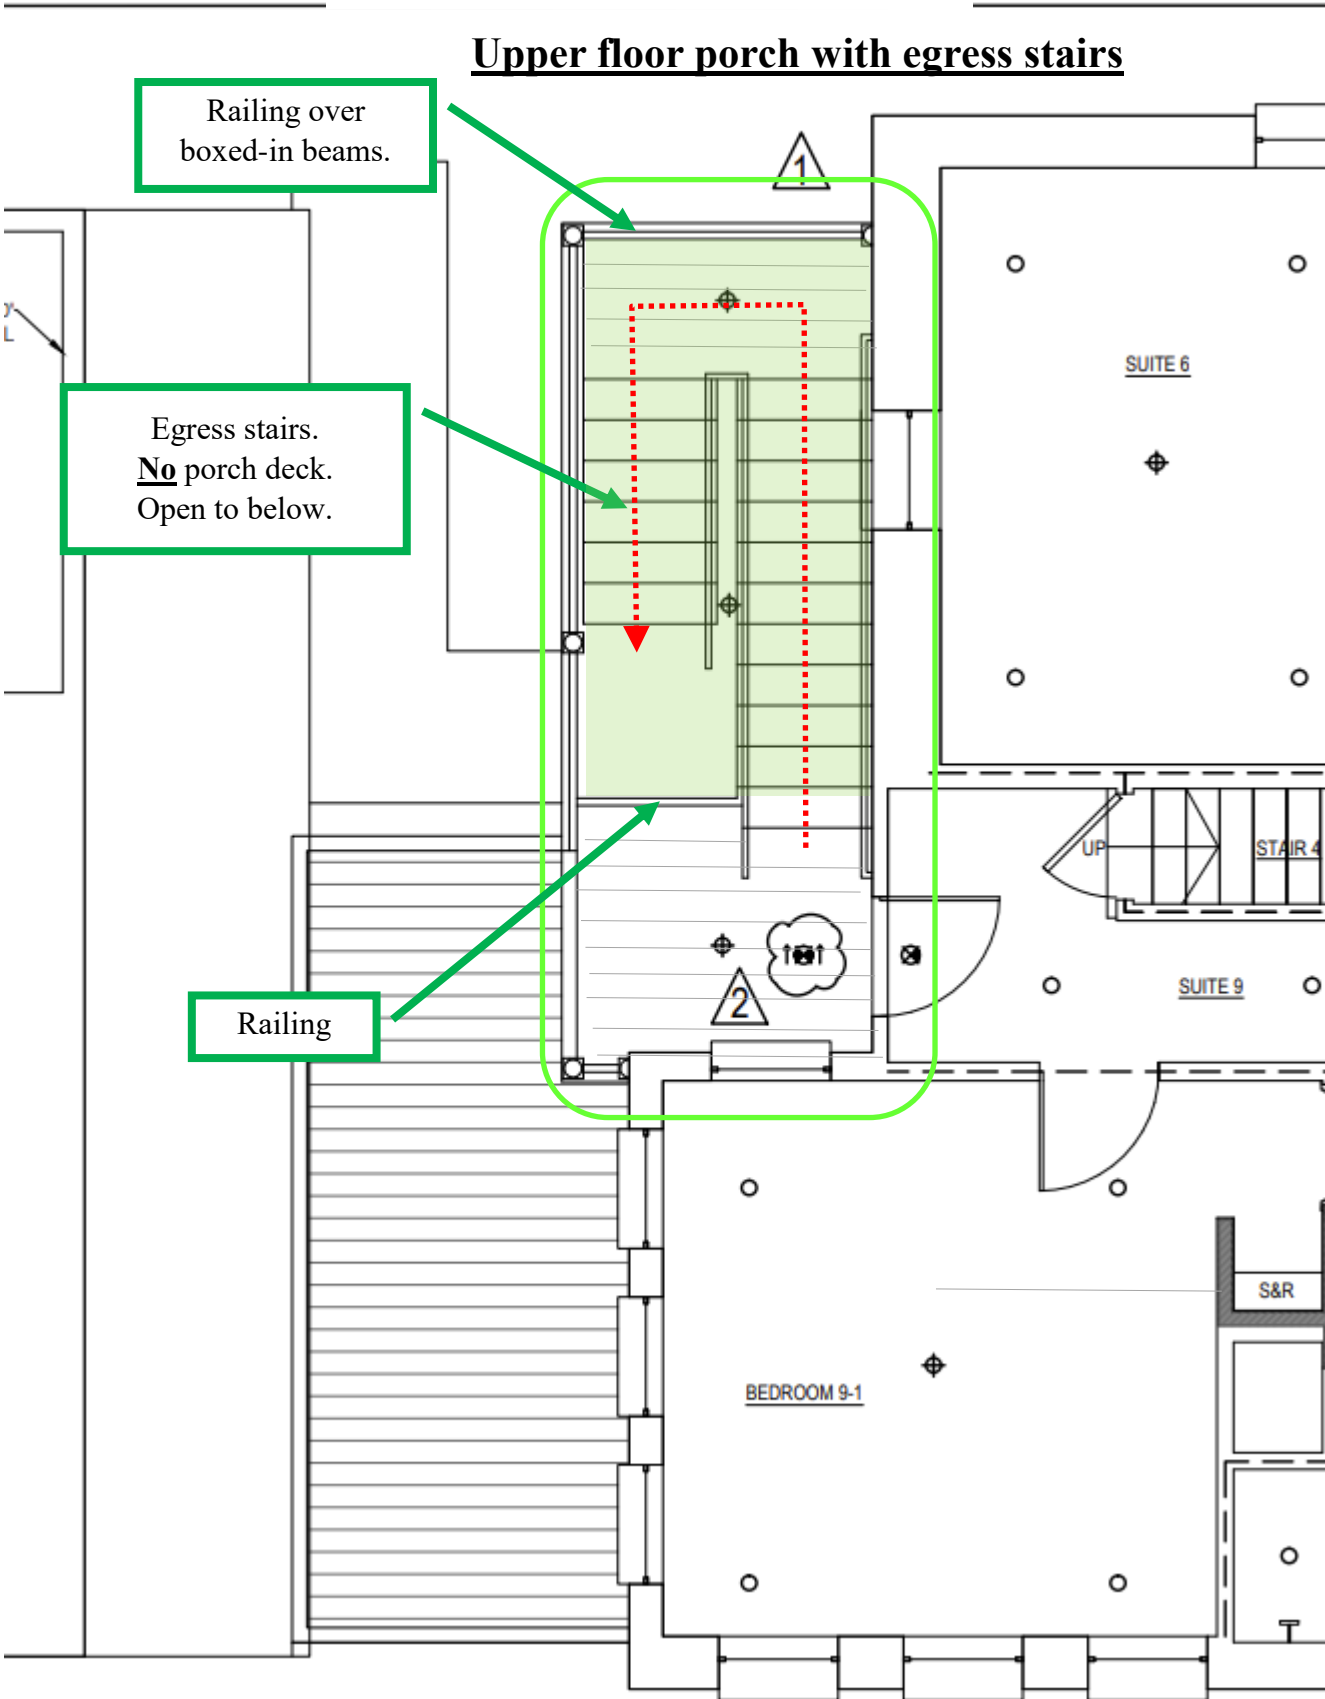 Upper floor porch with egress stairs
Railing over
boxed-in beams.
1
SUITE 6
0"
L
Egress stairs.
No porch deck.
Open to below.
UP
STAIR 4
SUITE 9
2
Railing
S&R
BEDROOM 9-1